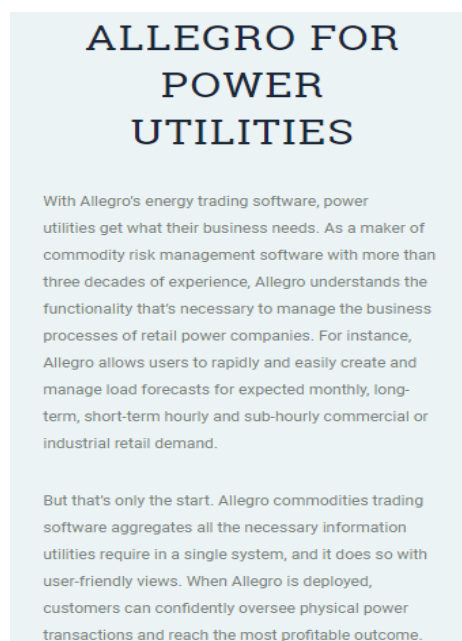 ALLEGRO FOR
POWER
UTILITIES
With Allegro's energy trading software, power
utilities get what their business needs. As a maker of
commodity risk management software with more than
three decades of experience, Allegro understands the
functionality that's necessary to manage the business
processes of retail power companies. For instance,
Allegro allows users to rapidly and easily create and
manage load forecasts for expected monthly, long-
term, short-term hourly and sub-hourly commercial or
industrial retail demand.
But that's only the start. Allegro commodities trading
software aggregates all the necessary information
utilities require in a single system, and it does so with
user-friendly views. When Allegro is deployed,
customers can confidently oversee physical power
transactions and reach the most profitable outcome.